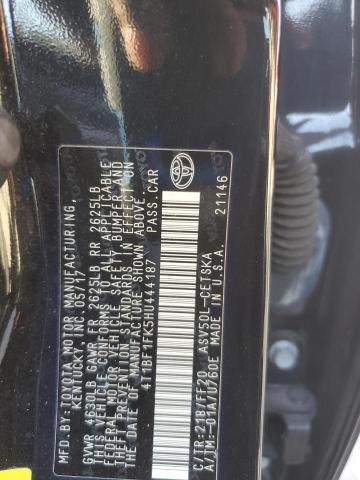 MFD. BY: TOYOTA MOTOR MANUFACTURING,
KENTUCKY, INC. 05/17
GVWR 4630LB GAWR FR 2625LB RR 2625LB
THIS VEHICLE CONFORMS TO ALL APPLICABLE
FEDERAL MOTOR VEHICLE SAFETY, BUMPER, AND
THEFT PREVENTION STANDARDS IN EFFECT ON
THE DATE OF MANUFACTURE SHOWN ABOVE.
4T1BF1FK5HU444187 PASS.CAR
TOYOTA
21146
C/TR:218/FF20 ASV50L-CETSKA
A/TM:-01A/U760E MADE IN U.S.A.